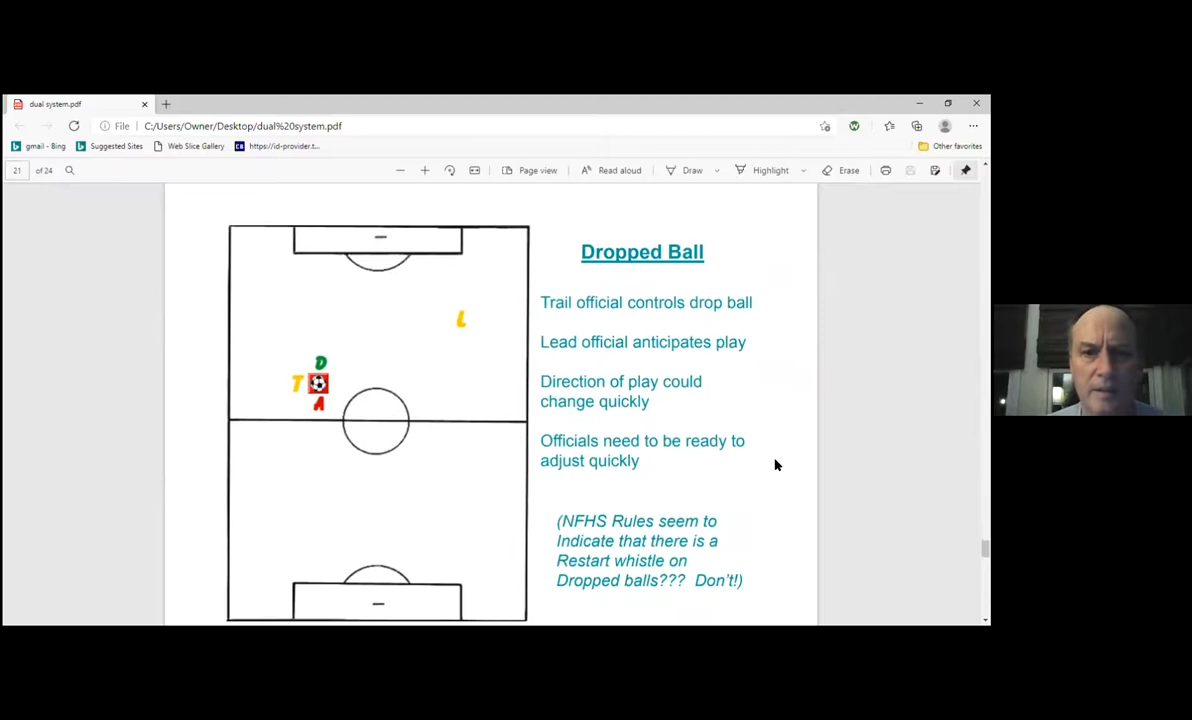 dual system.pdf
File
C:/Users/Owner/Desktop/dual%20system.pdf
gmail - Bing
Suggested Sites
Web Slice Gallery
https://id-provider.t...
Other favorites
21
of 24
Page view
Read aloud
Draw
Highlight
Erase
Dropped Ball
Trail official controls drop ball
L
Lead official anticipates play
D
T
A
Direction of play could
change quickly
Officials need to be ready to
adjust quickly
(NFHS Rules seem to
Indicate that there is a
Restart whistle on
Dropped balls??? Don't!)